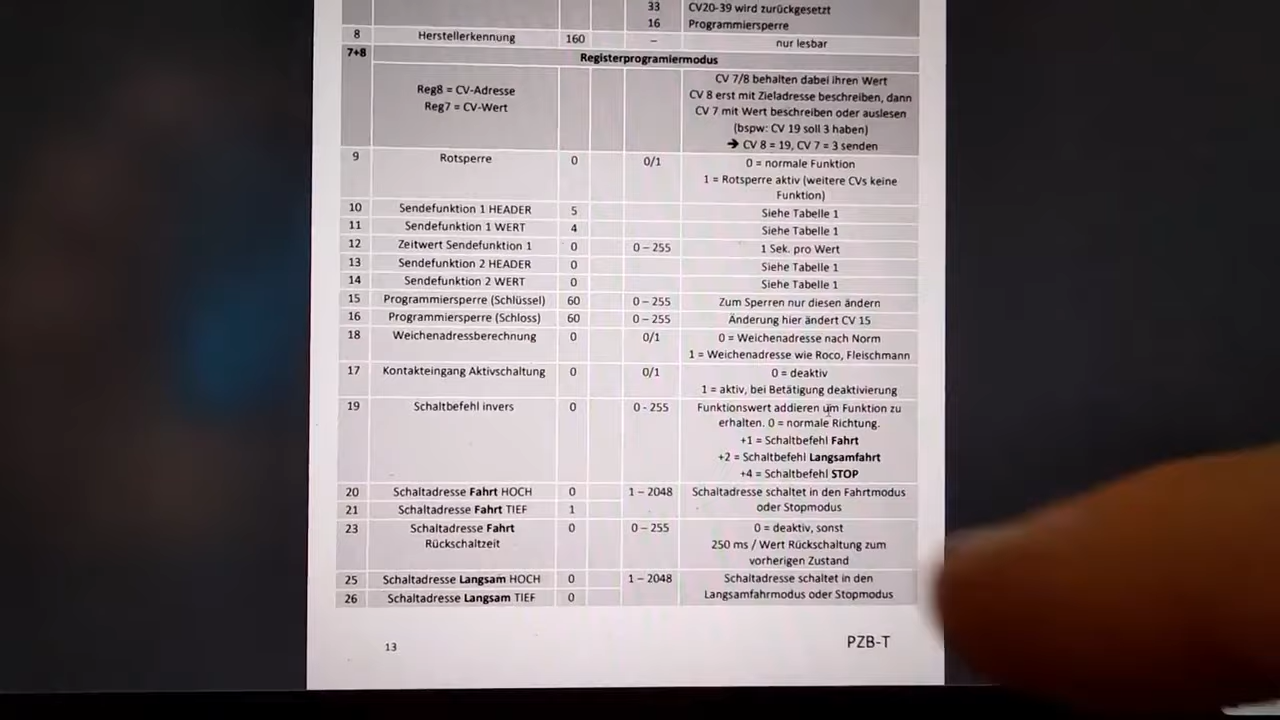 33 CV20-39 wird zurückgesetzt
16 Programmiersperre
8 Herstellerkennung 160 – nur lesbar
7+8 Registerprogramiermodus
Reg8 = CV-Adresse
Reg7 = CV-Wert
CV 7/8 behalten dabei ihren Wert
CV 8 erst mit Zieladresse beschreiben, dann
CV 7 mit Wert beschreiben oder auslesen
(bspw: CV 19 soll 3 haben)
➔ CV 8 = 19, CV 7 = 3 senden
9 Rotsperre 0 0/1 0 = normale Funktion
1 = Rotsperre aktiv (weitere CVs keine
Funktion)
10 Sendefunktion 1 HEADER 5 Siehe Tabelle 1
11 Sendefunktion 1 WERT 4 Siehe Tabelle 1
12 Zeitwert Sendefunktion 1 0 0 – 255 1 Sek. pro Wert
13 Sendefunktion 2 HEADER 0 Siehe Tabelle 1
14 Sendefunktion 2 WERT 0 Siehe Tabelle 1
15 Programmiersperre (Schlüssel) 60 0 – 255 Zum Sperren nur diesen ändern
16 Programmiersperre (Schloss) 60 0 – 255 Änderung hier ändert CV 15
18 Weichenadressberechnung 0 0/1 0 = Weichenadresse nach Norm
1 = Weichenadresse wie Roco, Fleischmann
17 Kontakteingang Aktivschaltung 0 0/1 0 = deaktiv
1 = aktiv, bei Betätigung deaktivierung
19 Schaltbefehl invers 0 0 - 255 Funktionswert addieren um Funktion zu
erhalten. 0 = normale Richtung.
+1 = Schaltbefehl Fahrt
+2 = Schaltbefehl Langsamfahrt
+4 = Schaltbefehl STOP
20 Schaltadresse Fahrt HOCH 0 1 – 2048 Schaltadresse schaltet in den Fahrtmodus
21 Schaltadresse Fahrt TIEF 1 oder Stopmodus
23 Schaltadresse Fahrt 0 0 – 255 0 = deaktiv, sonst
Rückschaltzeit 250 ms / Wert Rückschaltung zum
vorherigen Zustand
25 Schaltadresse Langsam HOCH 0 1 – 2048 Schaltadresse schaltet in den
26 Schaltadresse Langsam TIEF 0 Langsamfahrmodus oder Stopmodus
13 PZB-T